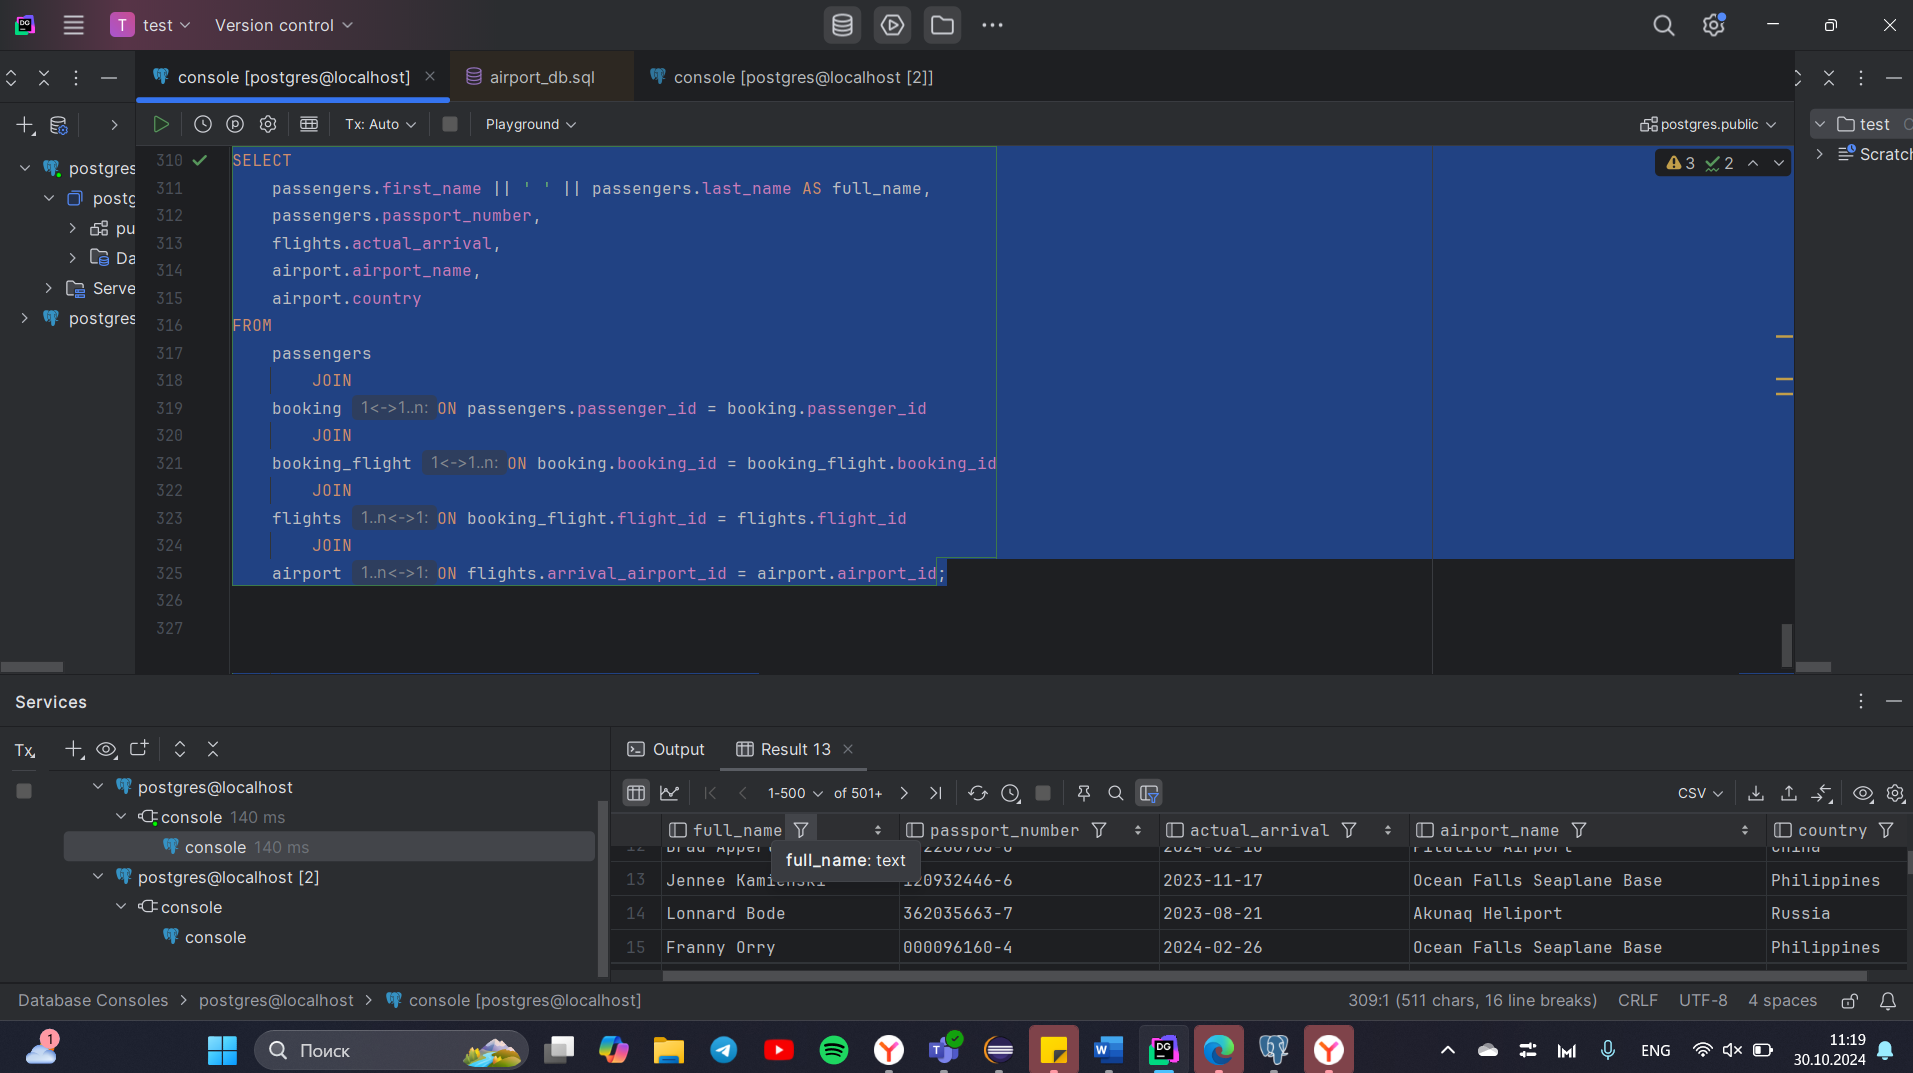 T test Version control
console [postgres@localhost] airport_db.sql console [postgres@localhost [2]]
Tx: Auto Playground postgres.public
310 SELECT
311 passengers.first_name || ' ' || passengers.last_name AS full_name,
312 passengers.passport_number,
313 flights.actual_arrival,
314 airport.airport_name,
315 airport.country
316 FROM
317 passengers
318 JOIN
319 booking 1<->1..n: ON passengers.passenger_id = booking.passenger_id
320 JOIN
321 booking_flight 1<->1..n: ON booking.booking_id = booking_flight.booking_id
322 JOIN
323 flights 1..n<->1: ON booking_flight.flight_id = flights.flight_id
324 JOIN
325 airport 1..n<->1: ON flights.arrival_airport_id = airport.airport_id;
326
327
3 2
postgres
postg
pu
Da
Serve
postgres
test
Scratch
Services
Tx
postgres@localhost
console 140 ms
console 140 ms
postgres@localhost [2]
console
console
Output Result 13
1-500 of 501+ CSV
full_name passport_number actual_arrival airport_name country
full_name: text
13 Jennee Kamienski 120932446-6 2023-11-17 Ocean Falls Seaplane Base Philippines
14 Lonnard Bode 362035663-7 2023-08-21 Akunaq Heliport Russia
15 Franny Orry 000096160-4 2024-02-26 Ocean Falls Seaplane Base Philippines
Database Consoles > postgres@localhost > console [postgres@localhost] 309:1 (511 chars, 16 line breaks) CRLF UTF-8 4 spaces
1 Поиск ENG 11:19
30.10.2024